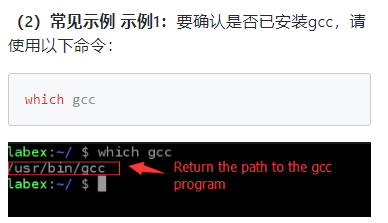 （2）常见示例 示例1：要确认是否已安装gcc，请
使用以下命令：
which gcc
labex:~/ $ which gcc
/usr/bin/gcc
Return the path to the gcc
program
labex:~/ $